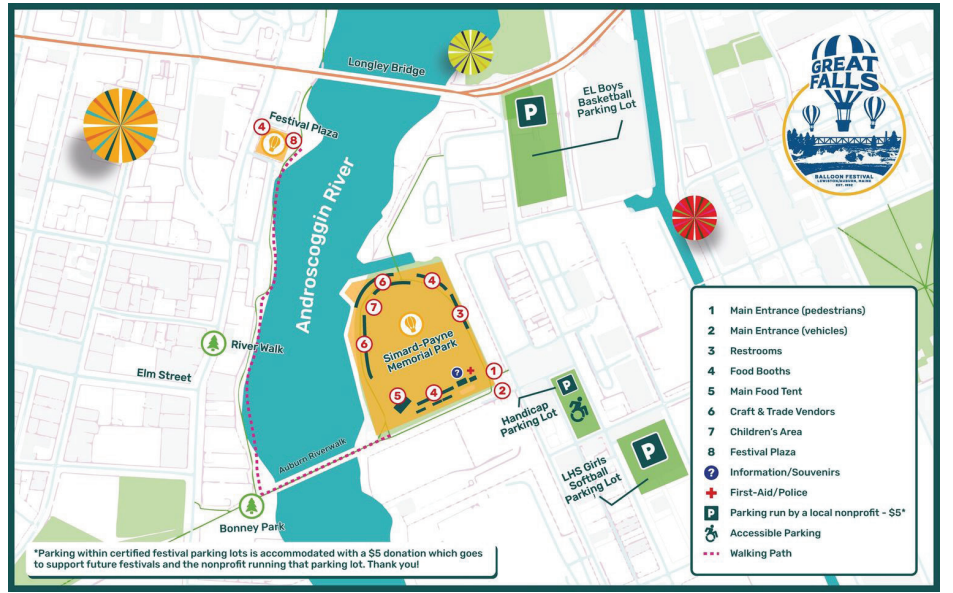 Longley Bridge
EL Boys
Basketball
Parking Lot
P
GREAT
FALLS
BALLOON FESTIVAL
LEWISTON/AUBURN, MAINE
EST. 1992
Festival Plaza
4
8
Androscoggin River
6
4
7
3
6
Simard-Payne
Memorial Park
?
1
5
4
2
River Walk
Elm Street
Handicap
Parking Lot
P
Auburn Riverwalk
LHS Girls
Softball
Parking Lot
P
Bonney Park
1 Main Entrance (pedestrians)
2 Main Entrance (vehicles)
3 Restrooms
4 Food Booths
5 Main Food Tent
6 Craft & Trade Vendors
7 Children's Area
8 Festival Plaza
? Information/Souvenirs
First-Aid/Police
P Parking run by a local nonprofit - $5*
Accessible Parking
Walking Path
*Parking within certified festival parking lots is accommodated with a $5 donation which goes
to support future festivals and the nonprofit running that parking lot. Thank you!